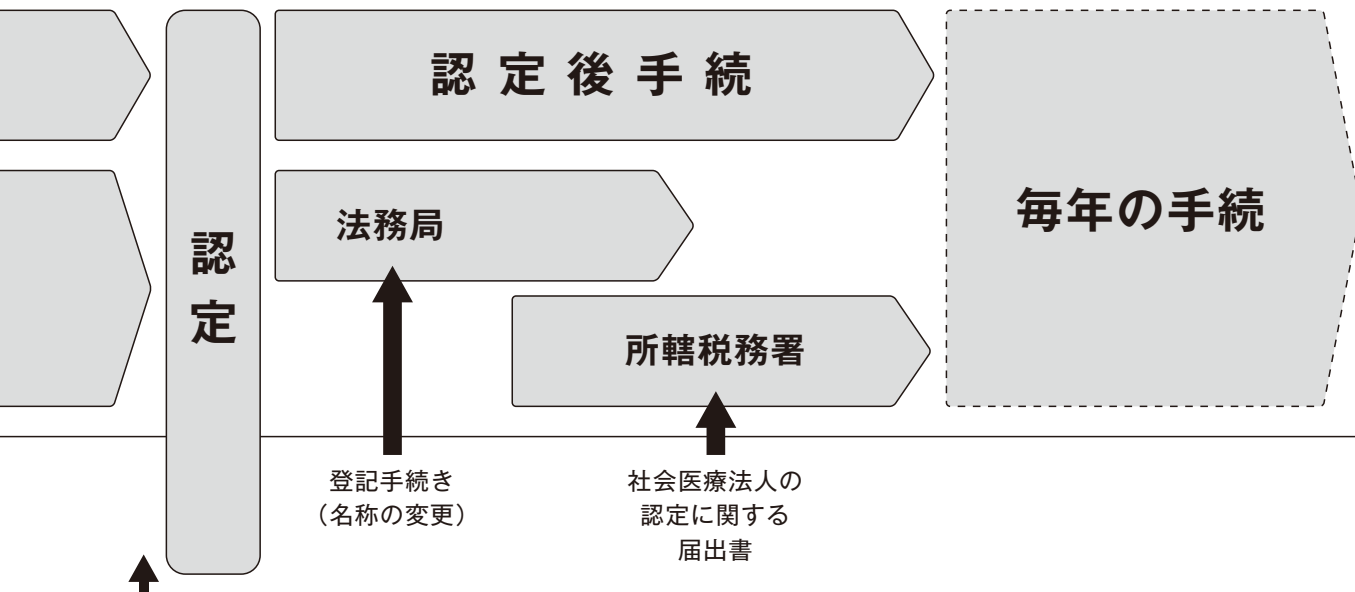 認定後手続
認定
法務局
毎年の手続
所轄税務署
登記手続き
（名称の変更）
社会医療法人の
認定に関する
届出書